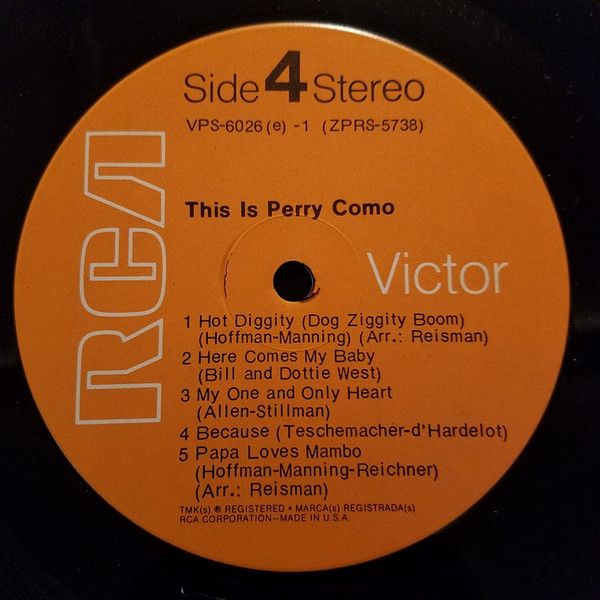 Side 4 Stereo
VPS-6026 (e) -1 (ZPRS-5738)
RCA
This Is Perry Como
Victor
1 Hot Diggity (Dog Ziggity Boom)
(Hoffman-Manning) (Arr.: Reisman)
2 Here Comes My Baby
(Bill and Dottie West)
3 My One and Only Heart
(Allen-Stillman)
4 Because (Teschemacher-d'Hardelot)
5 Papa Loves Mambo
(Hoffman-Manning-Reichner)
(Arr.: Reisman)
TMK(s) ® REGISTERED • MARCA(s) REGISTRADA(s)
RCA CORPORATION—MADE IN U.S.A.